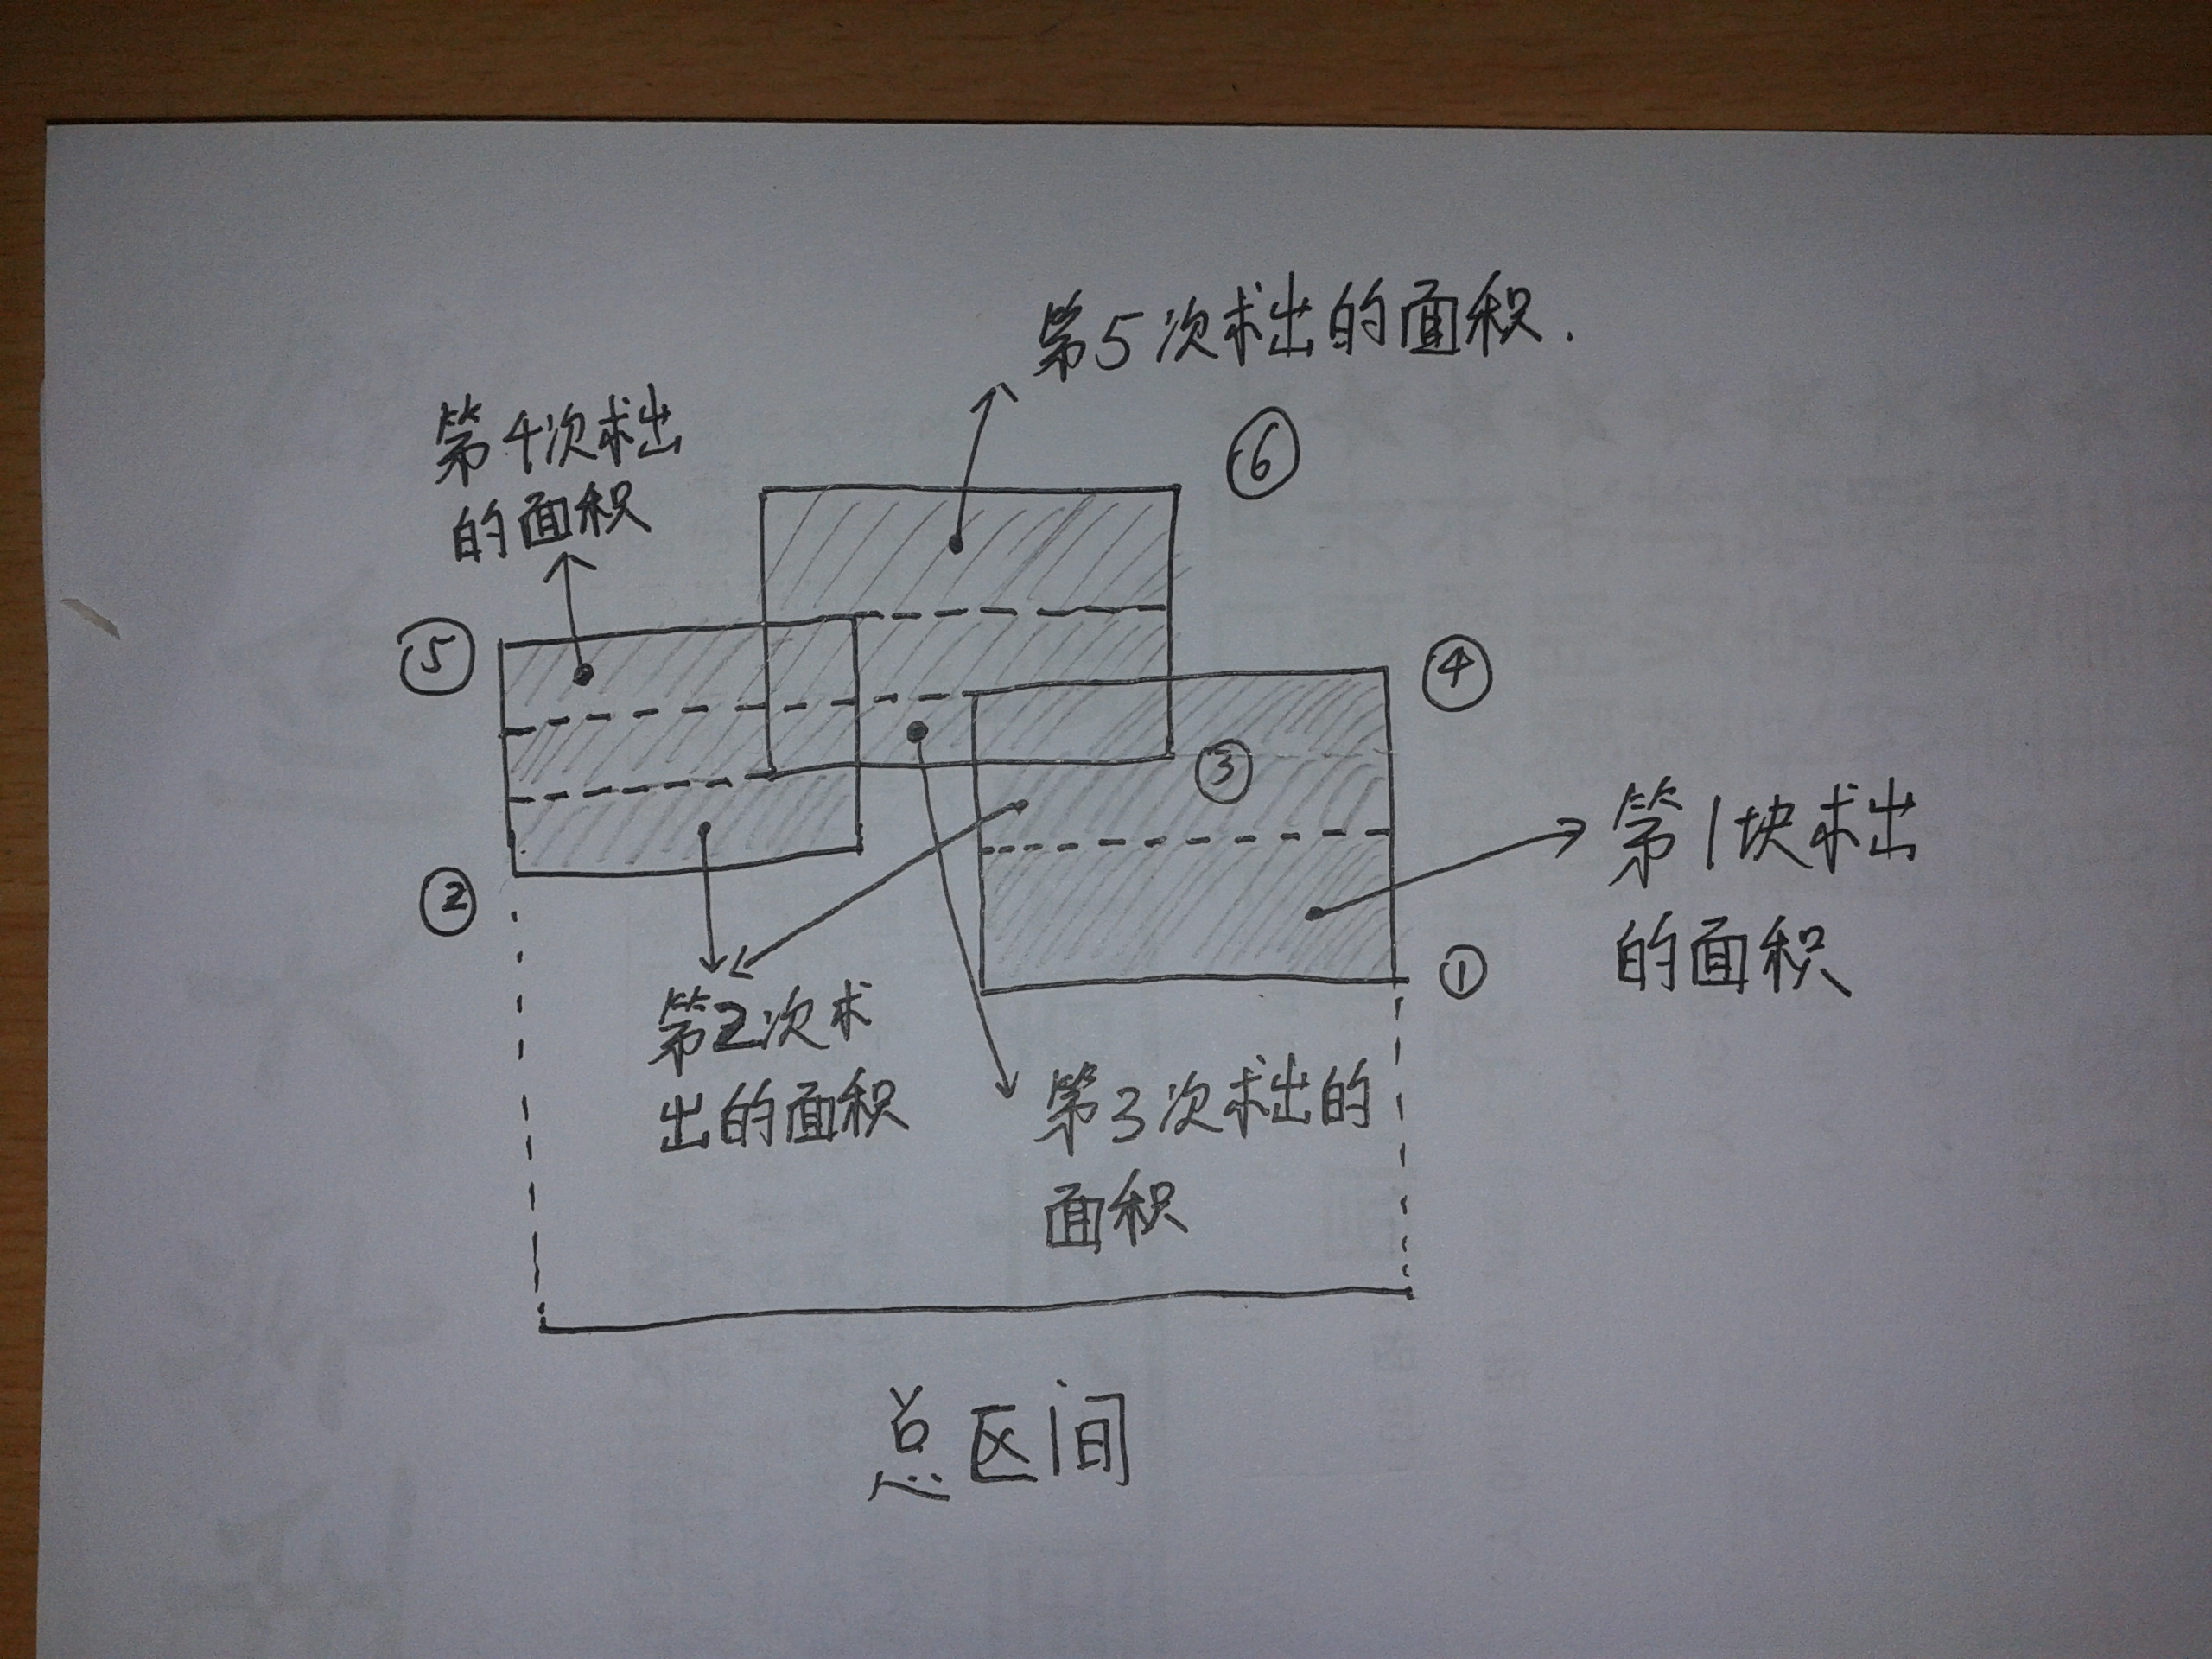 第5次求出的面积.
第4次求出
的面积
⑥
⑤
④
③
第1块求出
的面积
②
①
第2次求
出的面积
第3次求出的
面积
总区间